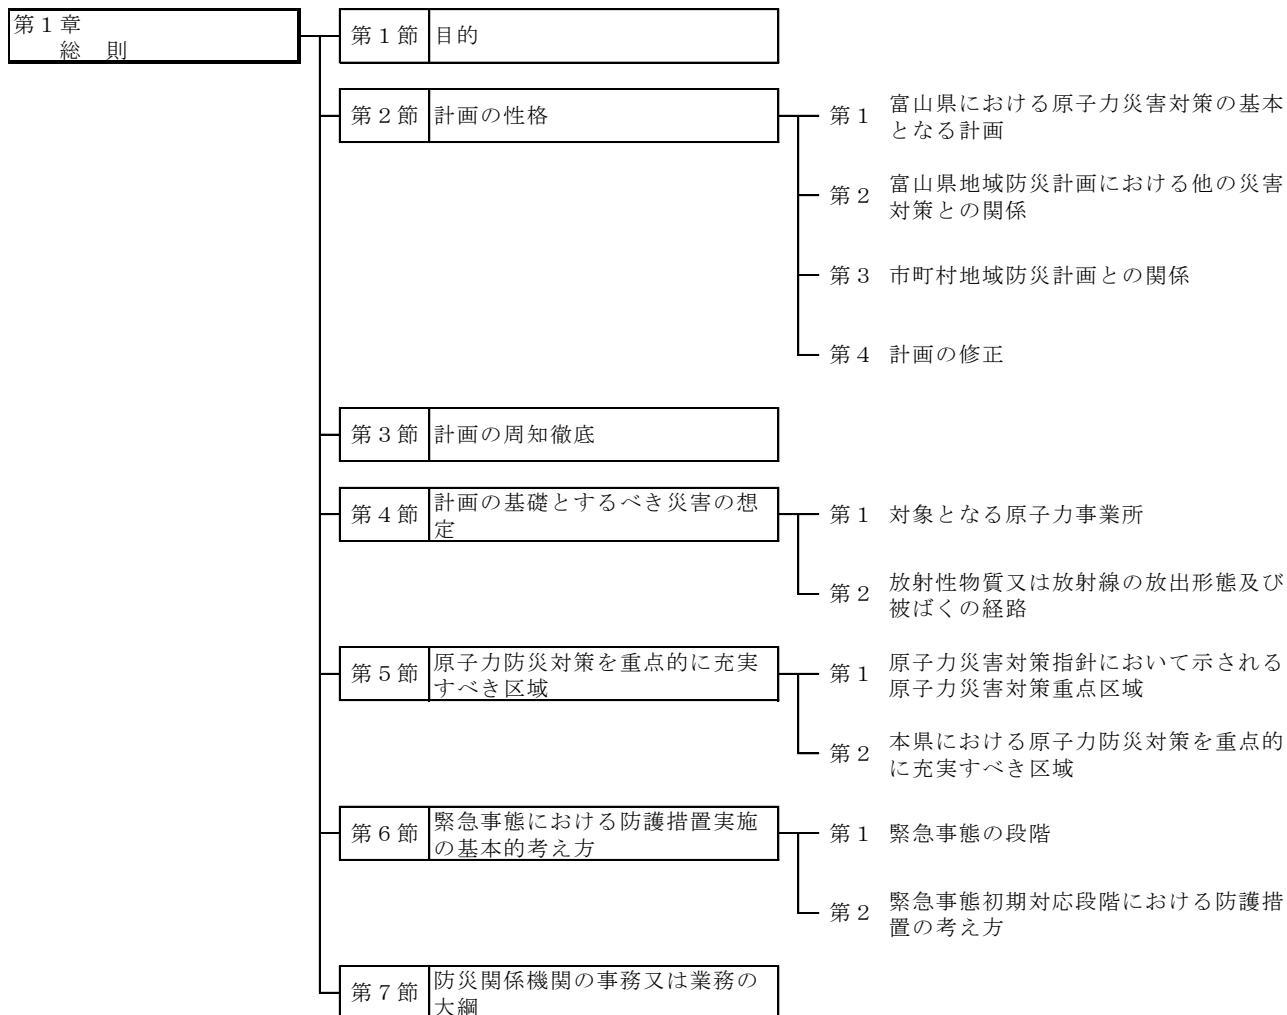 第１章
総　則
第１節 目的
第２節 計画の性格
第１ 富山県における原子力災害対策の基本
となる計画
第２ 富山県地域防災計画における他の災害
対策との関係
第３ 市町村地域防災計画との関係
第４ 計画の修正
第３節 計画の周知徹底
第４節 計画の基礎とするべき災害の想
定
第１ 対象となる原子力事業所
第２ 放射性物質又は放射線の放出形態及び
被ばくの経路
第５節 原子力防災対策を重点的に充実
すべき区域
第１ 原子力災害対策指針において示される
原子力災害対策重点区域
第２ 本県における原子力防災対策を重点的
に充実すべき区域
第６節 緊急事態における防護措置実施
の基本的考え方
第１ 緊急事態の段階
第２ 緊急事態初期対応段階における防護措
置の考え方
第７節 防災関係機関の事務又は業務の
大綱